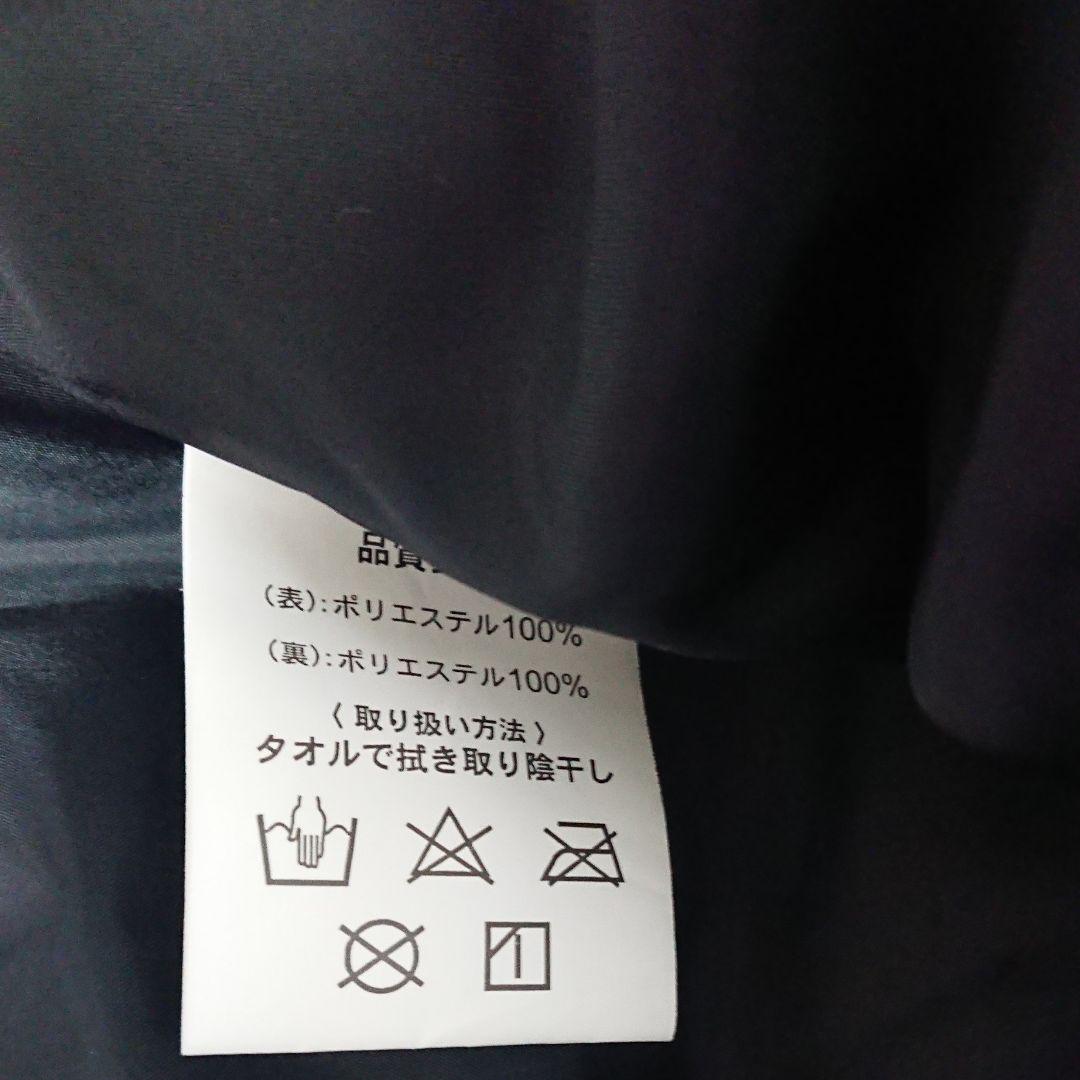 品質
（表）：ポリエステル100%
（裏）：ポリエステル100%
〈 取り扱い方法 〉
タオルで拭き取り陰干し